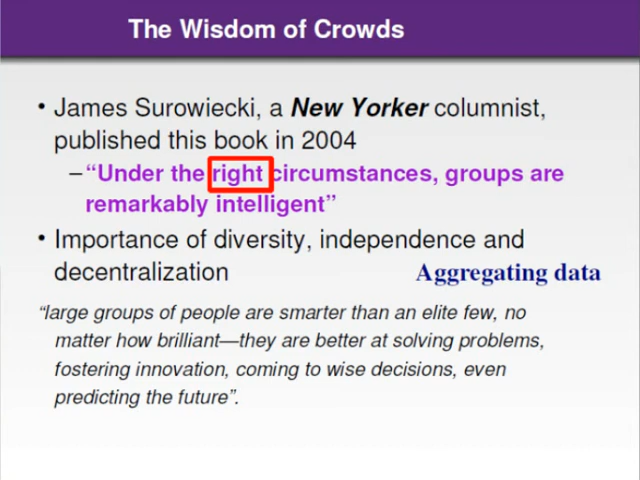 The Wisdom of Crowds
• James Surowiecki, a New Yorker columnist,
published this book in 2004
–“Under the right circumstances, groups are
remarkably intelligent”
• Importance of diversity, independence and
decentralization Aggregating data
“large groups of people are smarter than an elite few, no
matter how brilliant—they are better at solving problems,
fostering innovation, coming to wise decisions, even
predicting the future”.